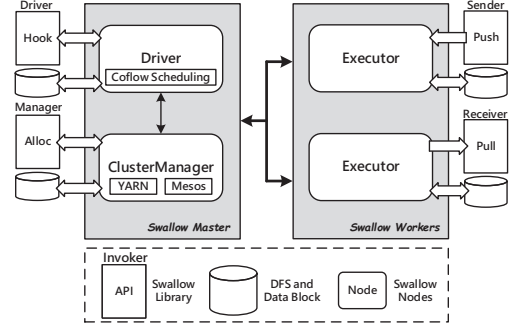 Driver
Hook
Driver
Coflow Scheduling
Manager
Alloc
ClusterManager
YARN
Mesos
Swallow Master
Executor
Executor
Swallow Workers
Sender
Push
Receiver
Pull
Invoker
API
Swallow
Library
DFS and
Data Block
Node
Swallow
Nodes